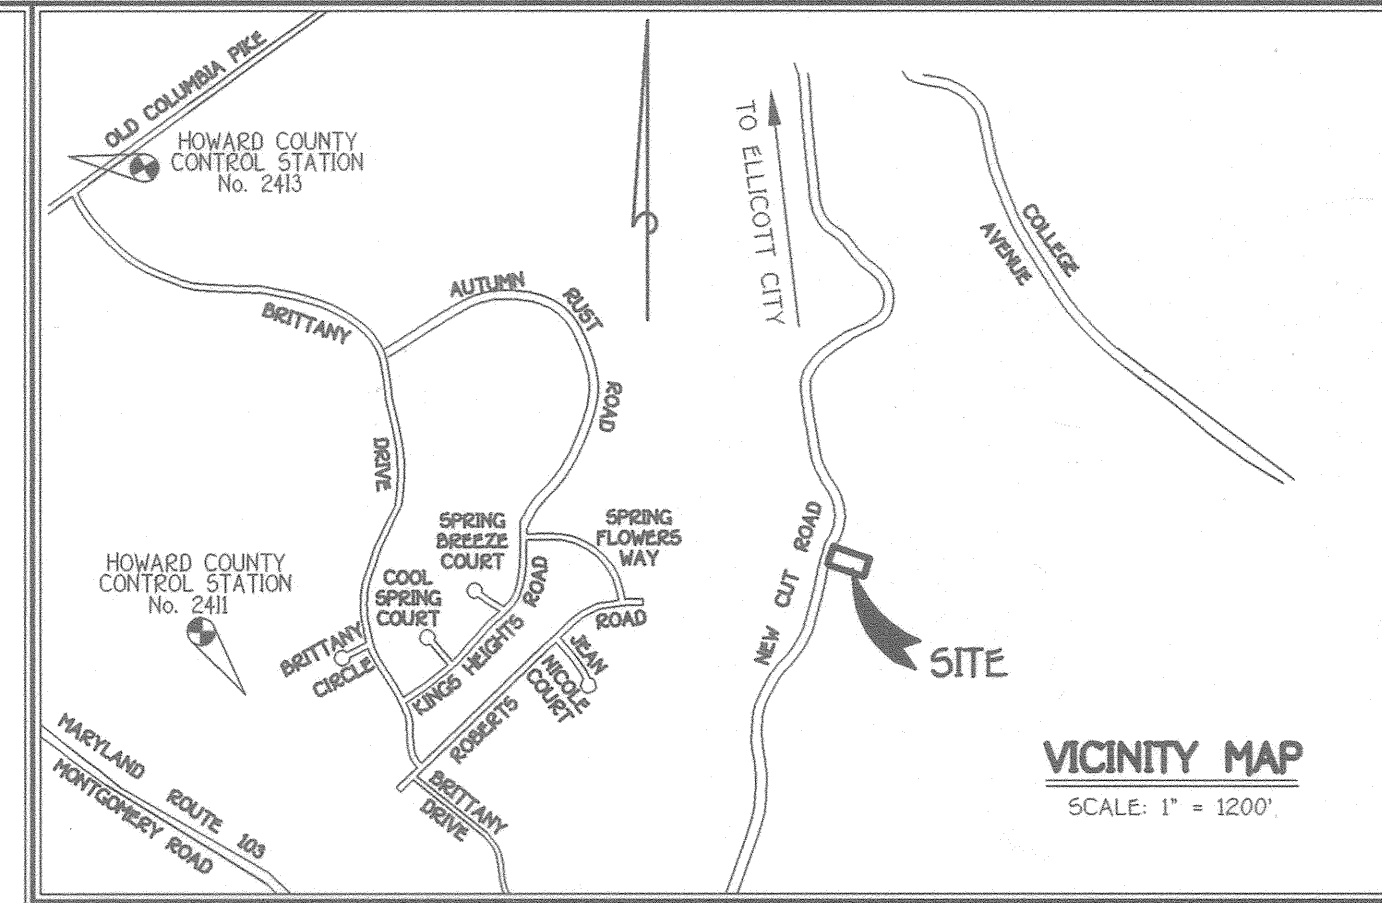 OLD COLUMBIA PIKE
HOWARD COUNTY
CONTROL STATION
No. 2413
TO ELLICOTT CITY
COLLEGE
AVENUE
BRITTANY
DRIVE
AUTUMN
RUST
ROAD
SPRING
BREEZE
COURT
SPRING
FLOWERS
WAY
HOWARD COUNTY
CONTROL STATION
No. 2411
COOL
SPRING
COURT
BRITTANY
CIRCLE
KINGS HEIGHTS ROAD
ROBERTS ROAD
JEAN
NICOLE
COURT
NEW CUT ROAD
SITE
MARYLAND ROUTE 103
MONTGOMERY ROAD
BRITTANY
DRIVE
VICINITY MAP
SCALE: 1" = 1200'